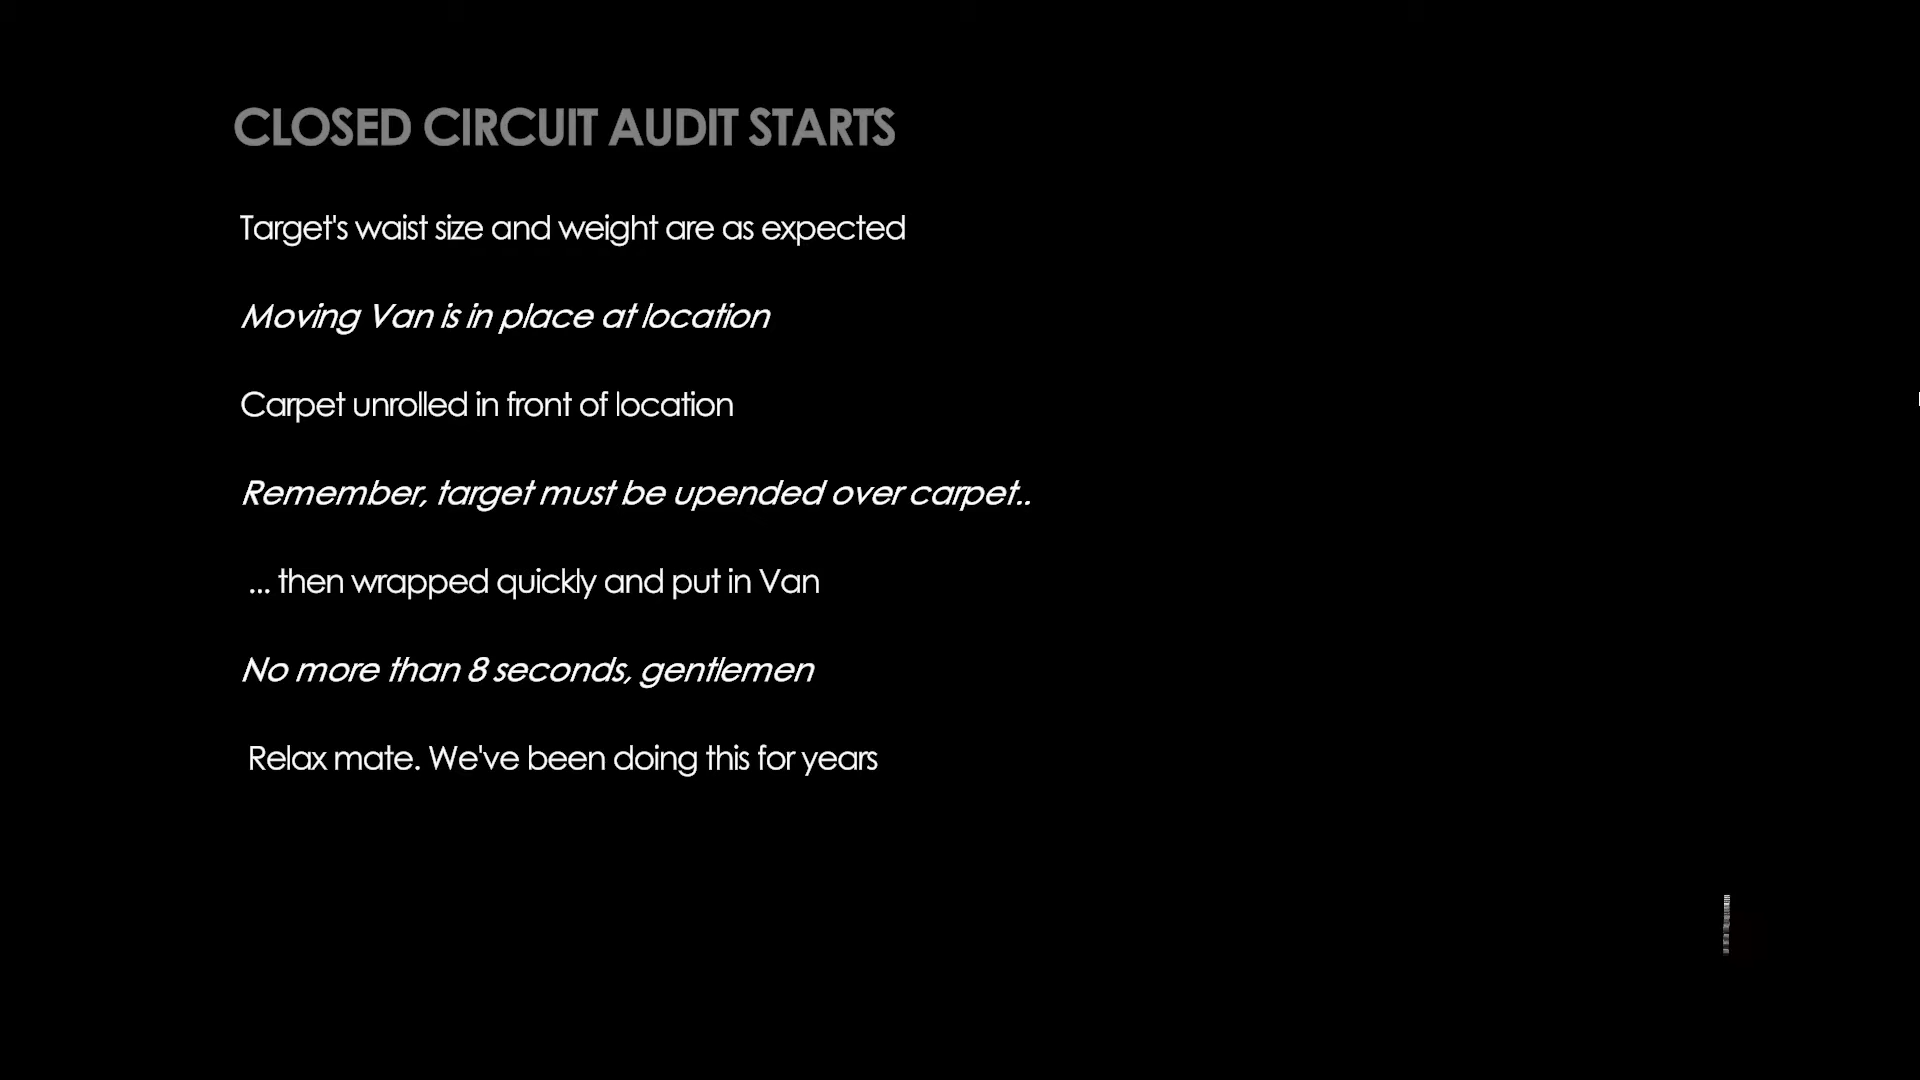 CLOSED CIRCUIT AUDIT STARTS
Target's waist size and weight are as expected
Moving Van is in place at location
Carpet unrolled in front of location
Remember, target must be upended over carpet..
... then wrapped quickly and put in Van
No more than 8 seconds, gentlemen
Relax mate. We've been doing this for years